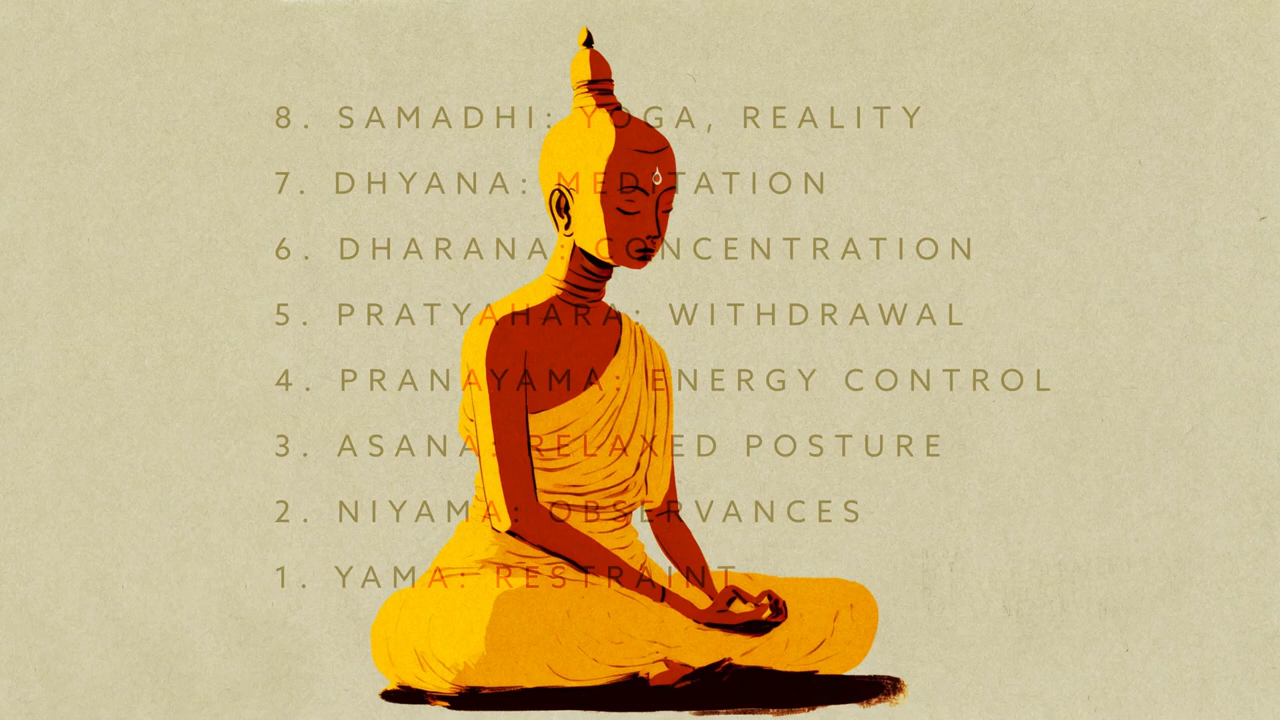 8. SAMADHI: YOGA, REALITY
7. DHYANA: MEDITATION
6. DHARANA: CONCENTRATION
5. PRATYAHARA: WITHDRAWAL
4. PRANAYAMA: ENERGY CONTROL
3. ASANA: RELAXED POSTURE
2. NIYAMA: OBSERVANCES
1. YAMA: RESTRAINT